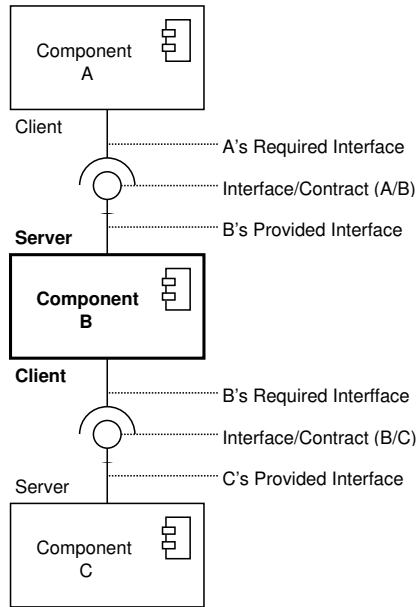 Component
A
Client
A's Required Interface
Interface/Contract (A/B)
B's Provided Interface
Server
Component
B
Client
B's Required Interfface
Interface/Contract (B/C)
C's Provided Interface
Server
Component
C